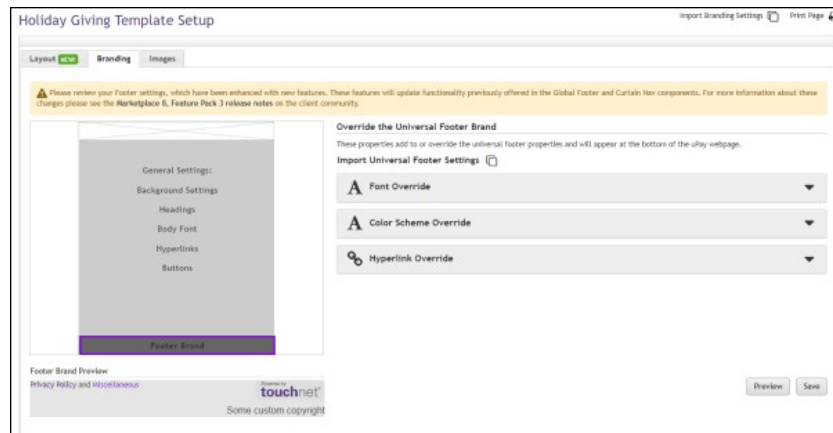 Holiday Giving Template Setup
Import Branding Settings Print Page
Layout NEW! Branding Images
Please review your Footer settings, which have been enhanced with new features. These features will update functionality previously offered in the Global Footer and Curtain Nav components. For more information about these
changes please see the Marketplace 8, Feature Pack 3 release notes on the client community.
General Settings:
Background Settings
Headings
Body Font
Hyperlinks
Buttons
Footer Brand
Footer Brand Preview
Privacy Policy and Miscellaneous
Powered by
touchnet
Some custom copyright
Override the Universal Footer Brand
These properties add to or override the universal footer properties and will appear at the bottom of the uPay webpage.
Import Universal Footer Settings
A Font Override
A Color Scheme Override
Hyperlink Override
Preview Save